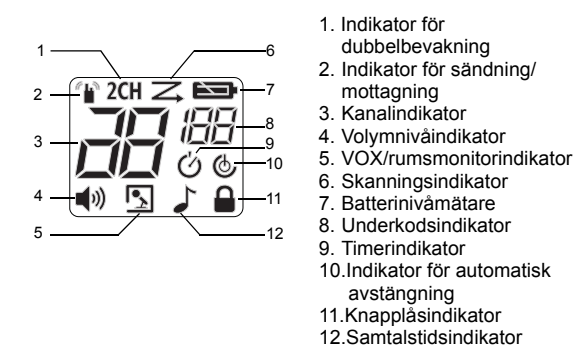 1
6
2CH
2
7
188
8
3
9
10
4
11
5
12
1. Indikator för
dubbelbevakning
2. Indikator för sändning/
mottagning
3. Kanalindikator
4. Volymnivåindikator
5. VOX/rumsmonitorindikator
6. Skanningsindikator
7. Batterinivåmätare
8. Underkodsindikator
9. Timerindikator
10.Indikator för automatisk
avstängning
11.Knapplåsindikator
12.Samtalstidsindikator